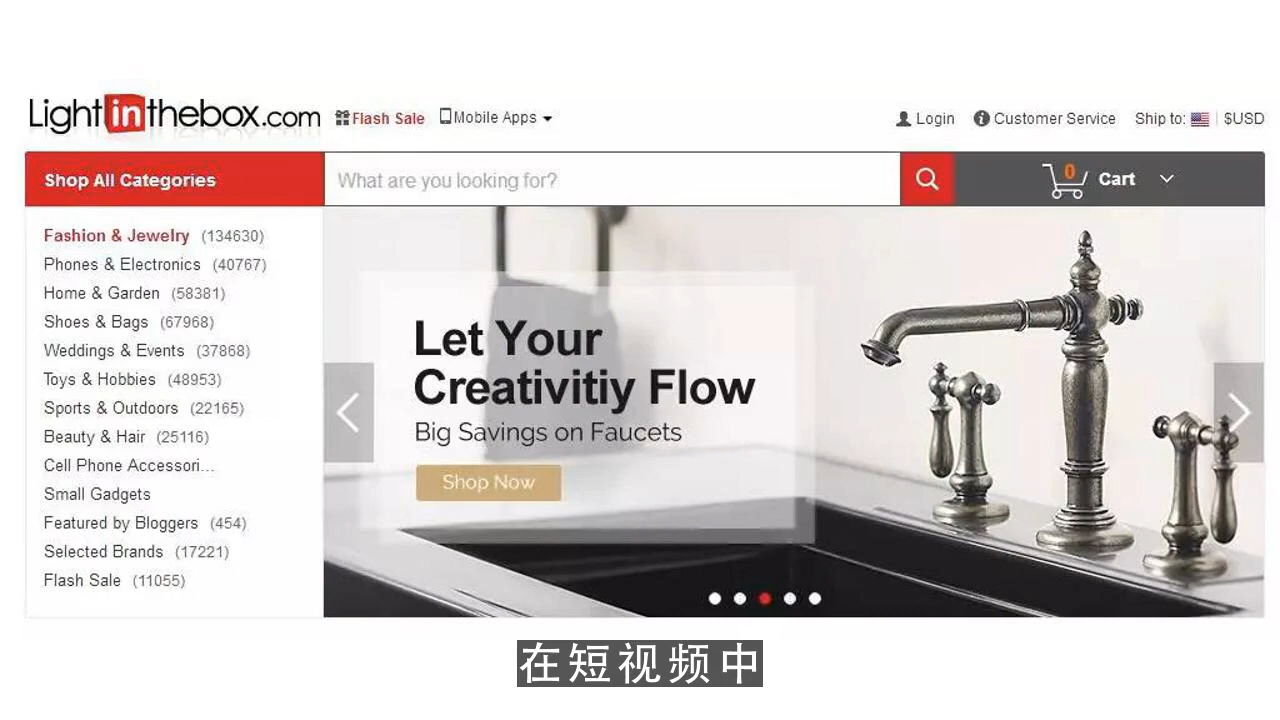 Lightinthebox.com Flash Sale Mobile Apps Login Customer Service Ship to: | $USD
Shop All Categories What are you looking for? 0 Cart
Fashion & Jewelry (134630)
Phones & Electronics (40767)
Home & Garden (58381)
Shoes & Bags (67968)
Weddings & Events (37868)
Toys & Hobbies (48953)
Sports & Outdoors (22165)
Beauty & Hair (25116)
Cell Phone Accessori...
Small Gadgets
Featured by Bloggers (454)
Selected Brands (17221)
Flash Sale (11055)
Let Your
Creativitiy Flow
Big Savings on Faucets
Shop Now
在短视频中